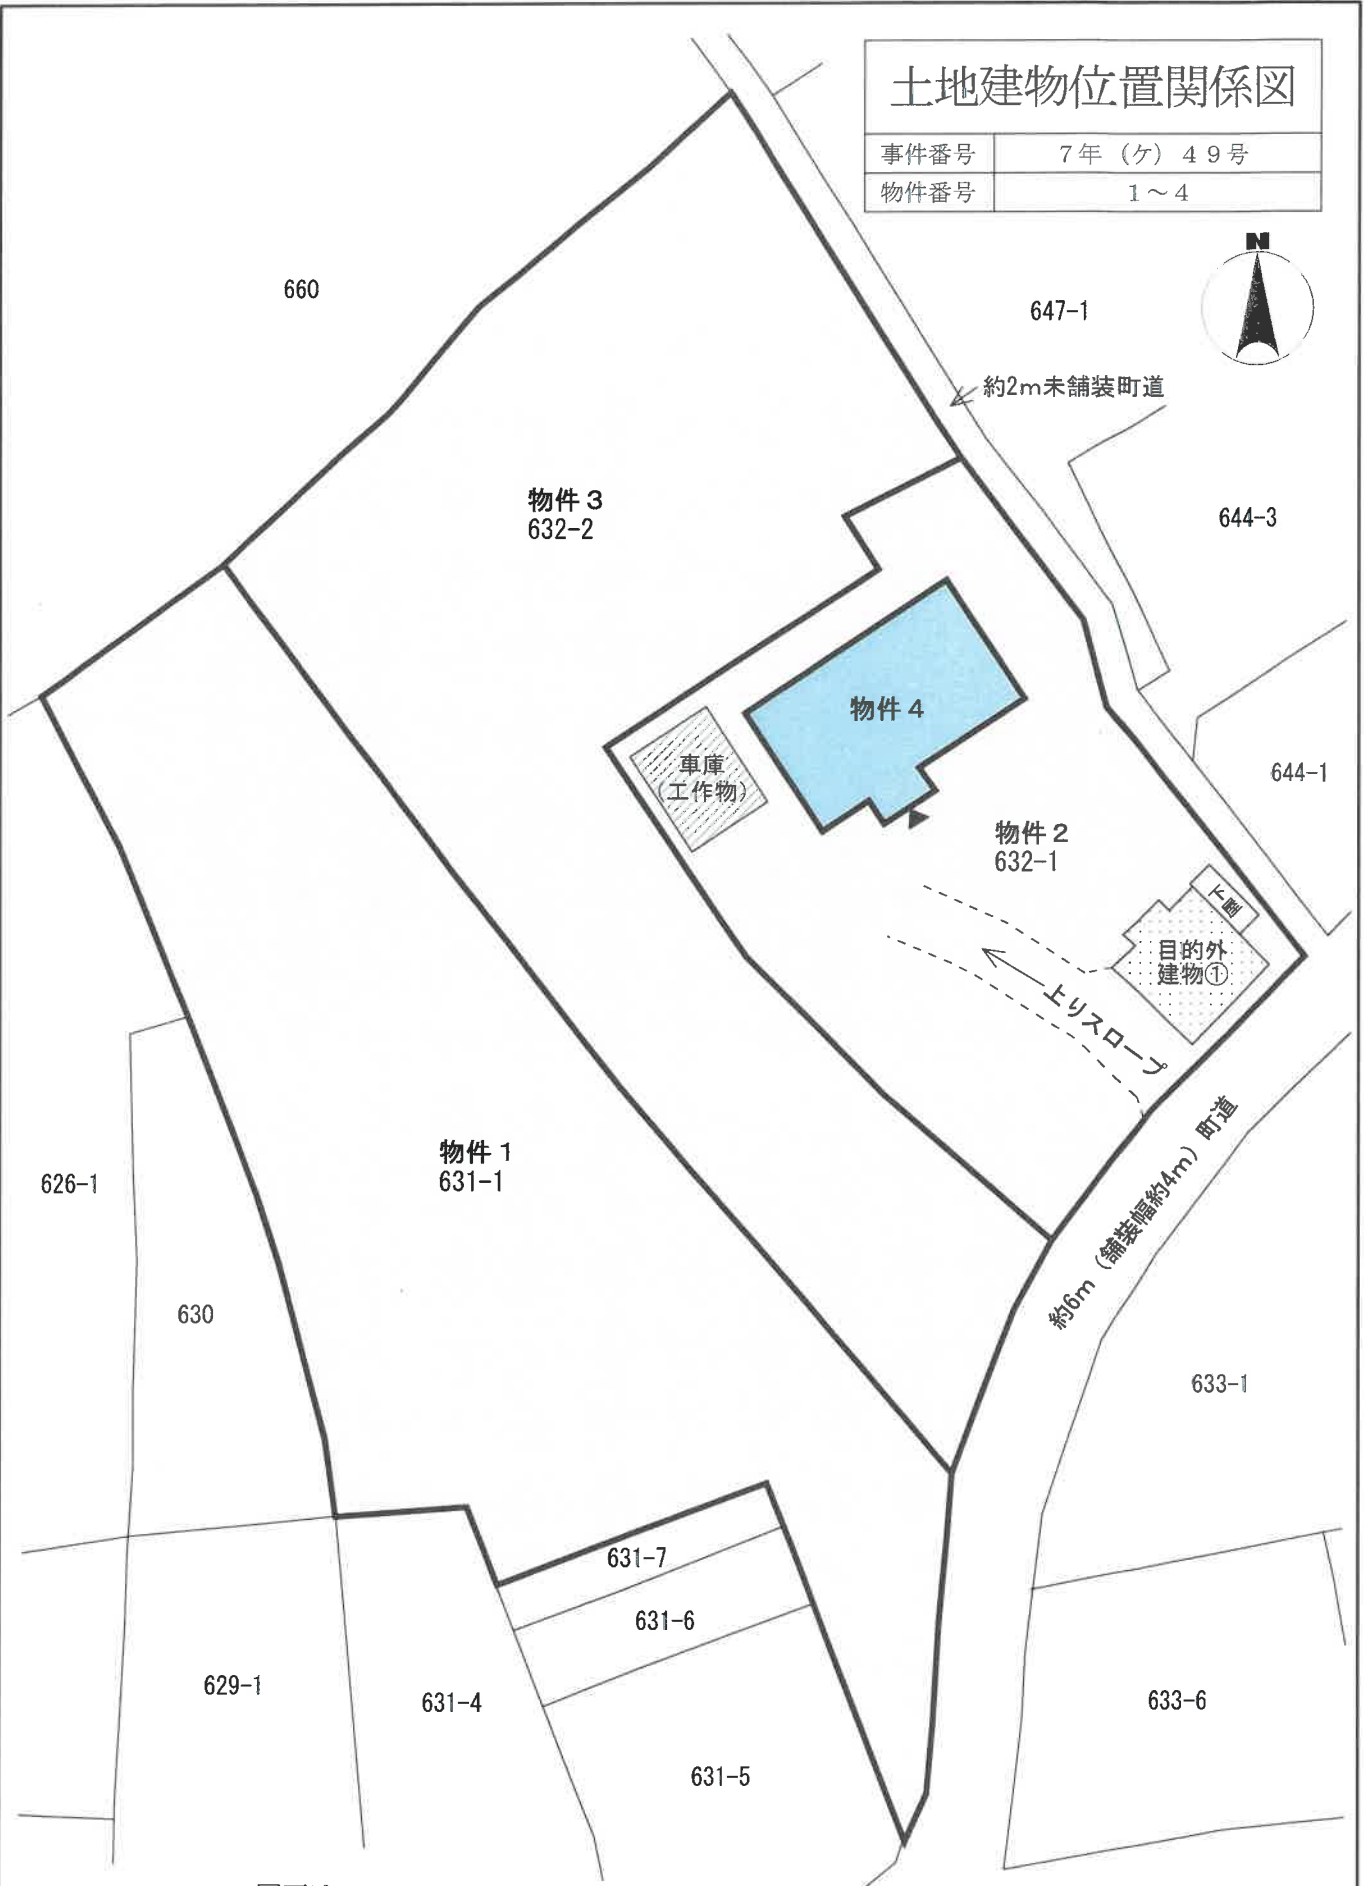 土地建物位置関係図
事件番号 7年（ケ）49号
物件番号 1～4
N
660
647-1
約2m未舗装町道
物件３
632-2
644-3
物件４
644-1
車庫
（工作物）
物件２
632-1
下屋
目的外
建物①
上りスロープ
約6m（舗装幅約4m）町道
物件１
631-1
626-1
630
633-1
631-7
631-6
629-1
631-4
633-6
631-5